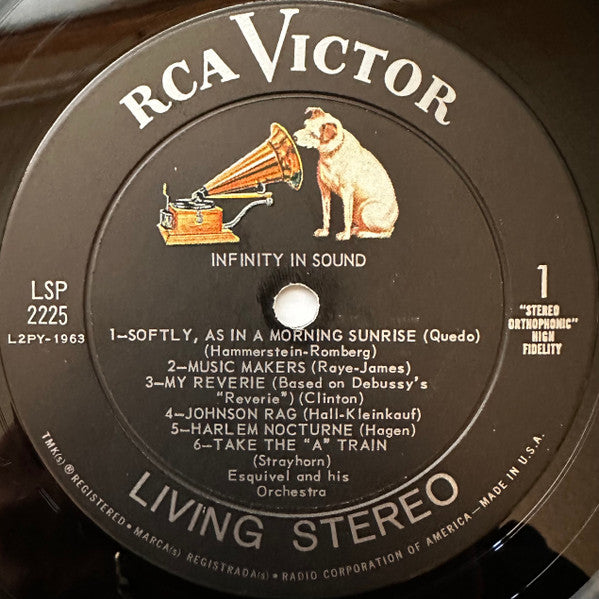 RCA VICTOR
INFINITY IN SOUND
LSP
2225
L2PY-1963
1
"STEREO
ORTHOPHONIC"
HIGH
FIDELITY
1—SOFTLY, AS IN A MORNING SUNRISE (Quedo)
(Hammerstein-Romberg)
2—MUSIC MAKERS (Raye-James)
3—MY REVERIE (Based on Debussy's
"Reverie") (Clinton)
4—JOHNSON RAG (Hall-Kleinkauf)
5—HARLEM NOCTURNE (Hagen)
6—TAKE THE "A" TRAIN
(Strayhorn)
Esquivel and his
Orchestra
LIVING STEREO
TMK(s) ® REGISTERED • MARCA(s) REGISTRADA(s) • RADIO CORPORATION OF AMERICA—MADE IN U.S.A.